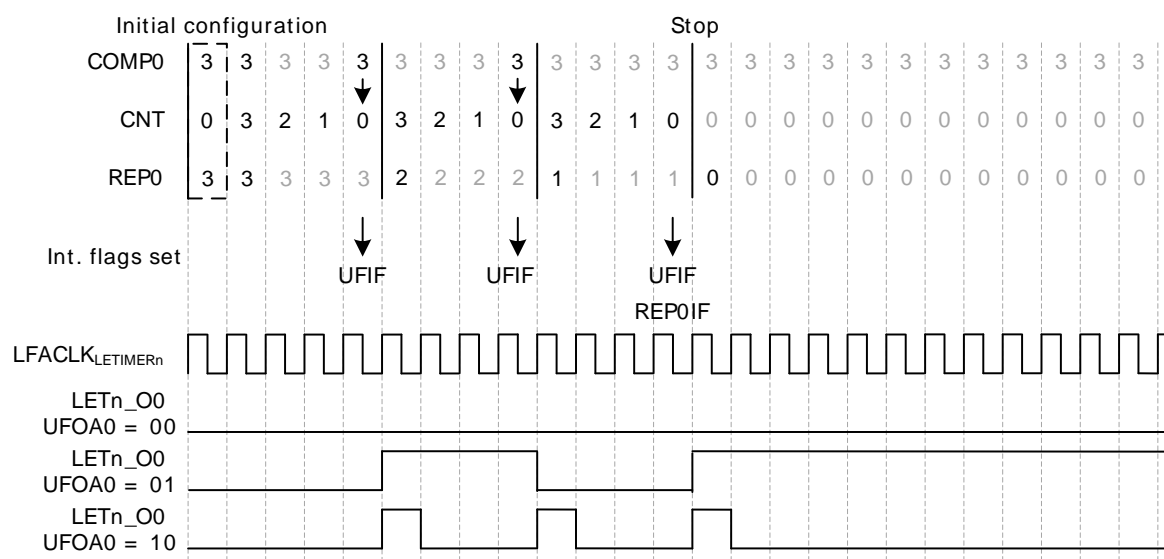 Initial configuration Stop
COMP0 3 3 3 3 3 3 3 3 3 3 3 3 3 3 3 3 3 3 3 3 3 3 3 3 3
CNT 0 3 2 1 0 3 2 1 0 3 2 1 0 0 0 0 0 0 0 0 0 0 0 0 0
REP0 3 3 3 3 3 2 2 2 2 1 1 1 1 0 0 0 0 0 0 0 0 0 0 0 0
Int. flags set
UFIF UFIF UFIF
REP0IF
LFACLK_LETIMERn
LETn_O0
UFOA0 = 00
LETn_O0
UFOA0 = 01
LETn_O0
UFOA0 = 10